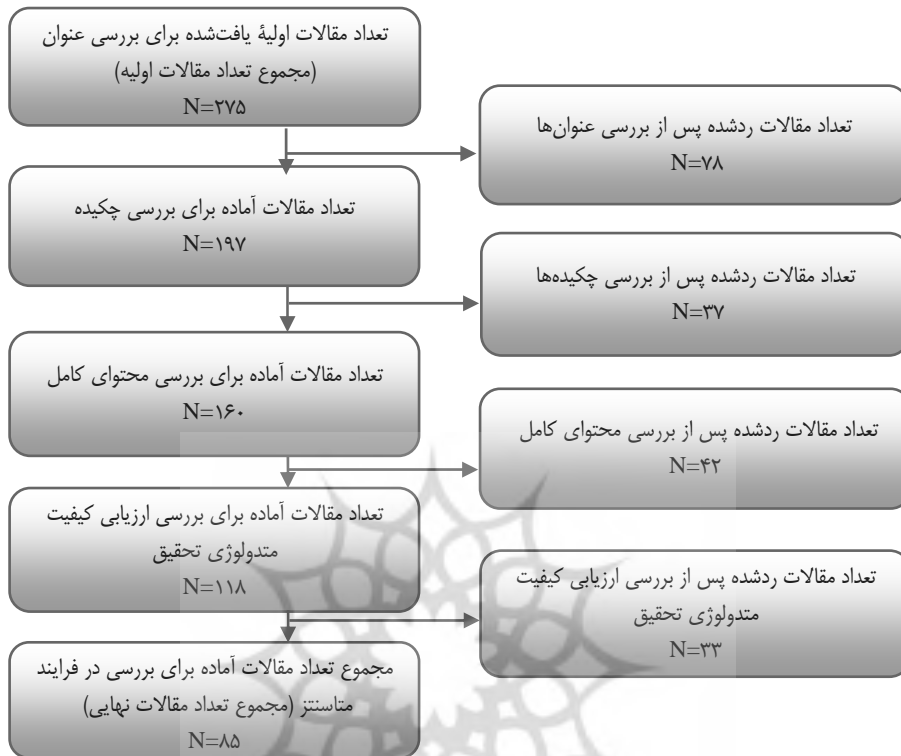 تعداد مقالات اولیهٔ یافت‌شده برای بررسی عنوان
(مجموع تعداد مقالات اولیه)
N=۲۷۵
تعداد مقالات ردشده پس از بررسی عنوان‌ها
N=۷۸
تعداد مقالات آماده برای بررسی چکیده
N=۱۹۷
تعداد مقالات ردشده پس از بررسی چکیده‌ها
N=۳۷
تعداد مقالات آماده برای بررسی محتوای کامل
N=۱۶۰
تعداد مقالات ردشده پس از بررسی محتوای کامل
N=۴۲
تعداد مقالات آماده برای بررسی ارزیابی کیفیت
متدولوژی تحقیق
N=۱۱۸
تعداد مقالات ردشده پس از بررسی ارزیابی کیفیت
متدولوژی تحقیق
N=۳۳
مجموع تعداد مقالات آماده برای بررسی در فرایند
متاسنتز (مجموع تعداد مقالات نهایی)
N=۸۵